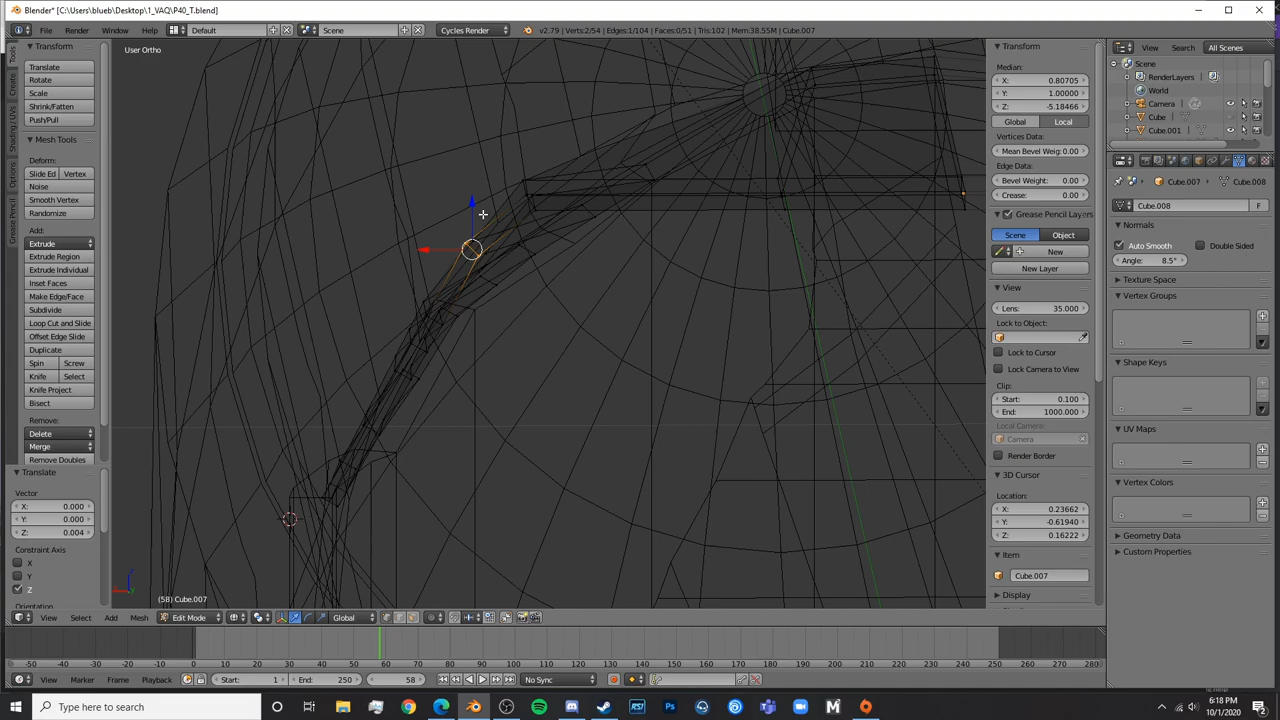 Blender* [C:\Users\blueb\Desktop\1_VAQ\P40_T.blend]
File Render Window Help Default Scene Cycles Render v2.79 | Verts:2/54 | Edges:1/104 | Faces:0/51 | Tris:102 | Mem:38.55M | Cube.007
View Search All Scenes
Tools
Create
Shading / UVs
Options
Grease Pencil
Transform
Translate
Rotate
Scale
Shrink/Fatten
Push/Pull
Mesh Tools
Deform:
Slide Ed Vertex
Noise
Smooth Vertex
Randomize
Add:
Extrude
Extrude Region
Extrude Individual
Inset Faces
Make Edge/Face
Subdivide
Loop Cut and Slide
Offset Edge Slide
Duplicate
Spin Screw
Knife Select
Knife Project
Bisect
Remove:
Delete
Merge
Remove Doubles
Translate
Vector
X: 0.000
Y: 0.000
Z: 0.004
Constraint Axis
X
Y
Z
Orientation
User Ortho
(58) Cube.007
Transform
Median:
X: 0.80705
Y: 1.00000
Z: -5.18466
Global Local
Vertices Data:
Mean Bevel Weig: 0.00
Edge Data:
Bevel Weight: 0.00
Crease: 0.00
Grease Pencil Layers
Scene Object
New
New Layer
View
Lens: 35.000
Lock to Object:
Lock to Cursor
Lock Camera to View
Clip:
Start: 0.100
End: 1000.000
Local Camera:
Camera
Render Border
3D Cursor
Location:
X: 0.23662
Y: -0.61940
Z: 0.16222
Item
Cube.007
Display
Scene
RenderLayers
World
Camera
Cube
Cube.001
Cube.007 Cube.008
Cube.008 F
Normals
Auto Smooth Double Sided
Angle: 8.5°
Texture Space
Vertex Groups
Shape Keys
UV Maps
Vertex Colors
Geometry Data
Custom Properties
View Select Add Mesh Edit Mode Global
-50 -40 -30 -20 -10 0 10 20 30 40 50 60 70 80 90 100 110 120 130 140 150 160 170 180 190 200 210 220 230 240 250 260 270 280
View Marker Frame Playback Start: 1 End: 250 58 No Sync
Type here to search
6:18 PM
10/1/2020